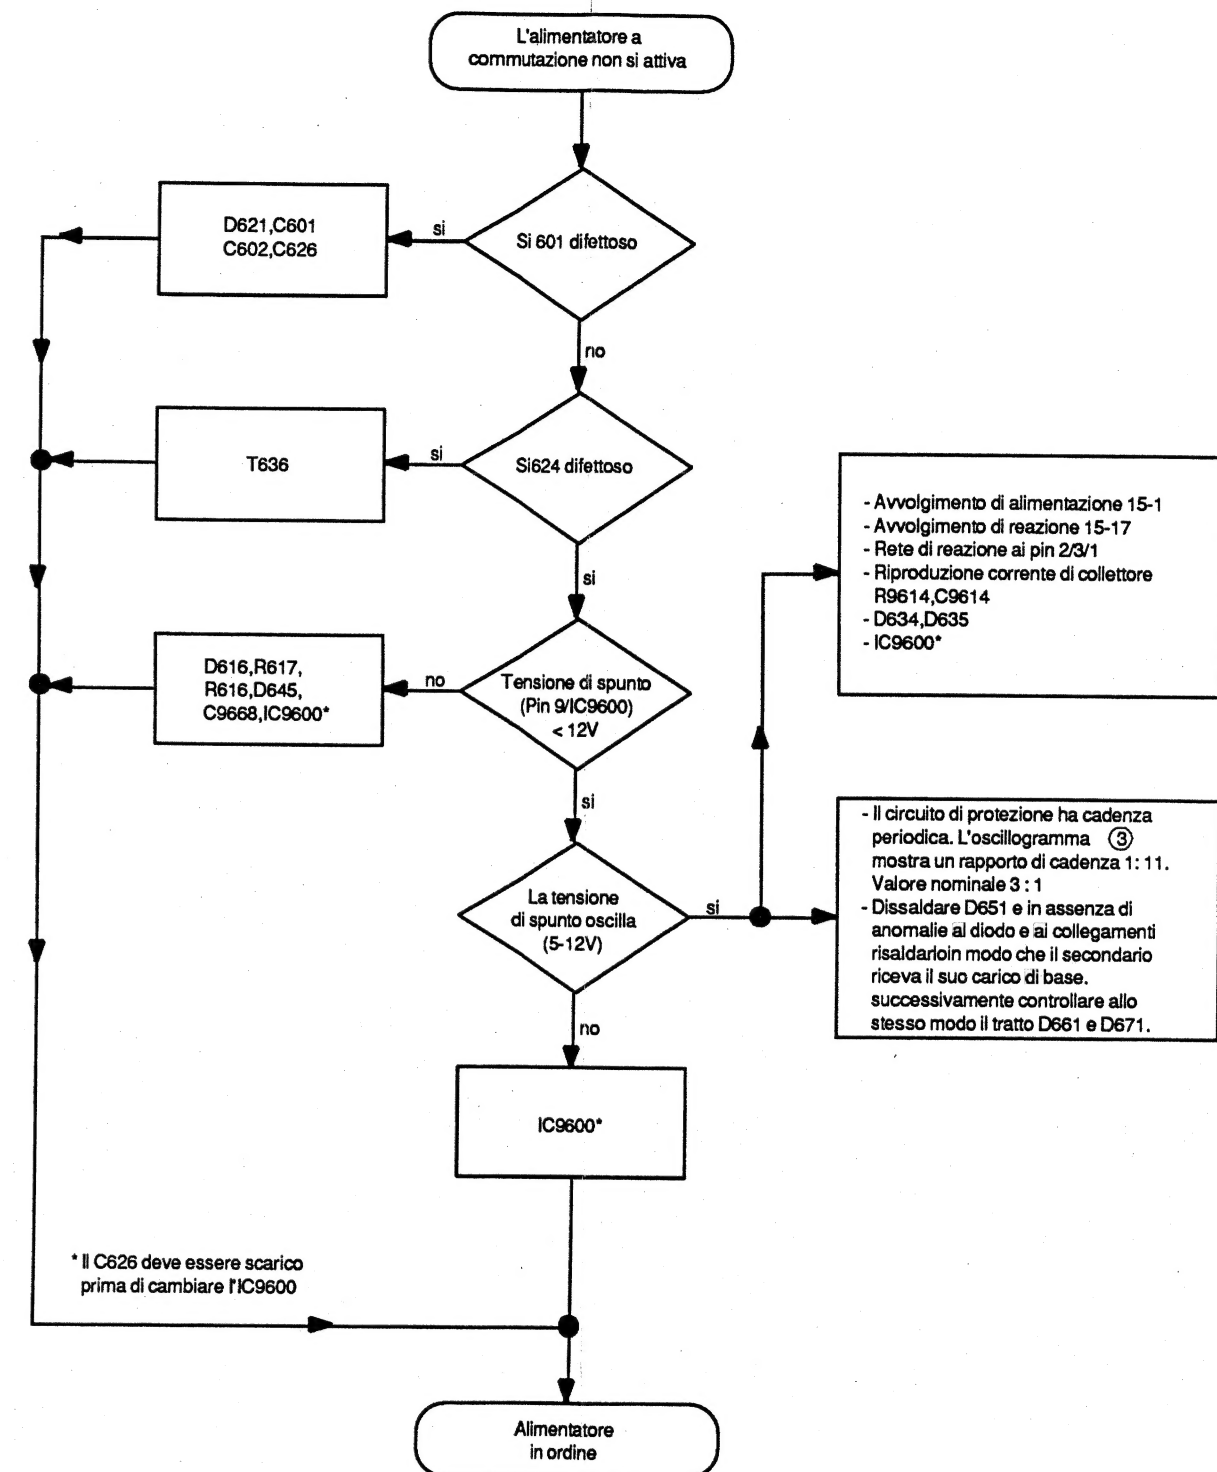 L'alimentatore a
commutazione non si attiva
D621,C601
C602,C626
si
Si 601 difettoso
no
T636
si
Si624 difettoso
si
- Avvolgimento di alimentazione 15-1
- Avvolgimento di reazione 15-17
- Rete di reazione ai pin 2/3/1
- Riproduzione corrente di collettore
R9614,C9614
- D634,D635
- IC9600*
D616,R617,
R616,D645,
C9668,IC9600*
no
Tensione di spunto
(Pin 9/IC9600)
< 12V
si
La tensione
di spunto oscilla
(5-12V)
si
- Il circuito di protezione ha cadenza
periodica. L'oscillogramma ③
mostra un rapporto di cadenza 1: 11.
Valore nominale 3 : 1
- Dissaldare D651 e in assenza di
anomalie al diodo e ai collegamenti
risaldarloin modo che il secondario
riceva il suo carico di base.
successivamente controllare allo
stesso modo il tratto D661 e D671.
no
IC9600*
* Il C626 deve essere scarico
prima di cambiare l'IC9600
Alimentatore
in ordine